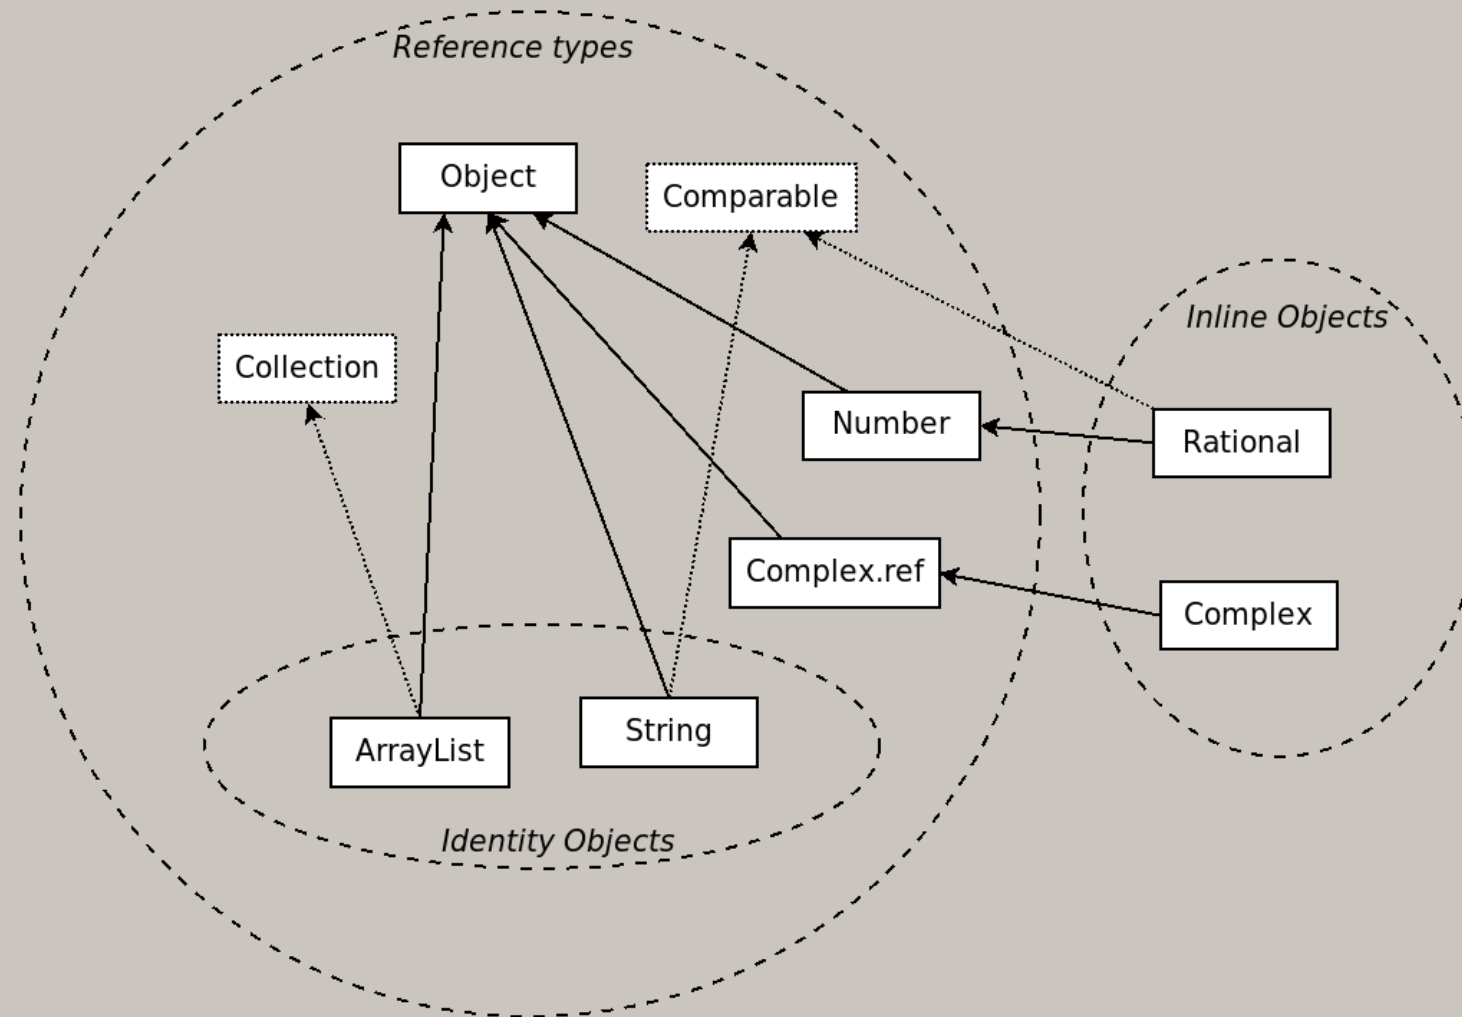 Reference types
Object
Comparable
Inline Objects
Collection
Number
Rational
Complex.ref
Complex
String
ArrayList
Identity Objects